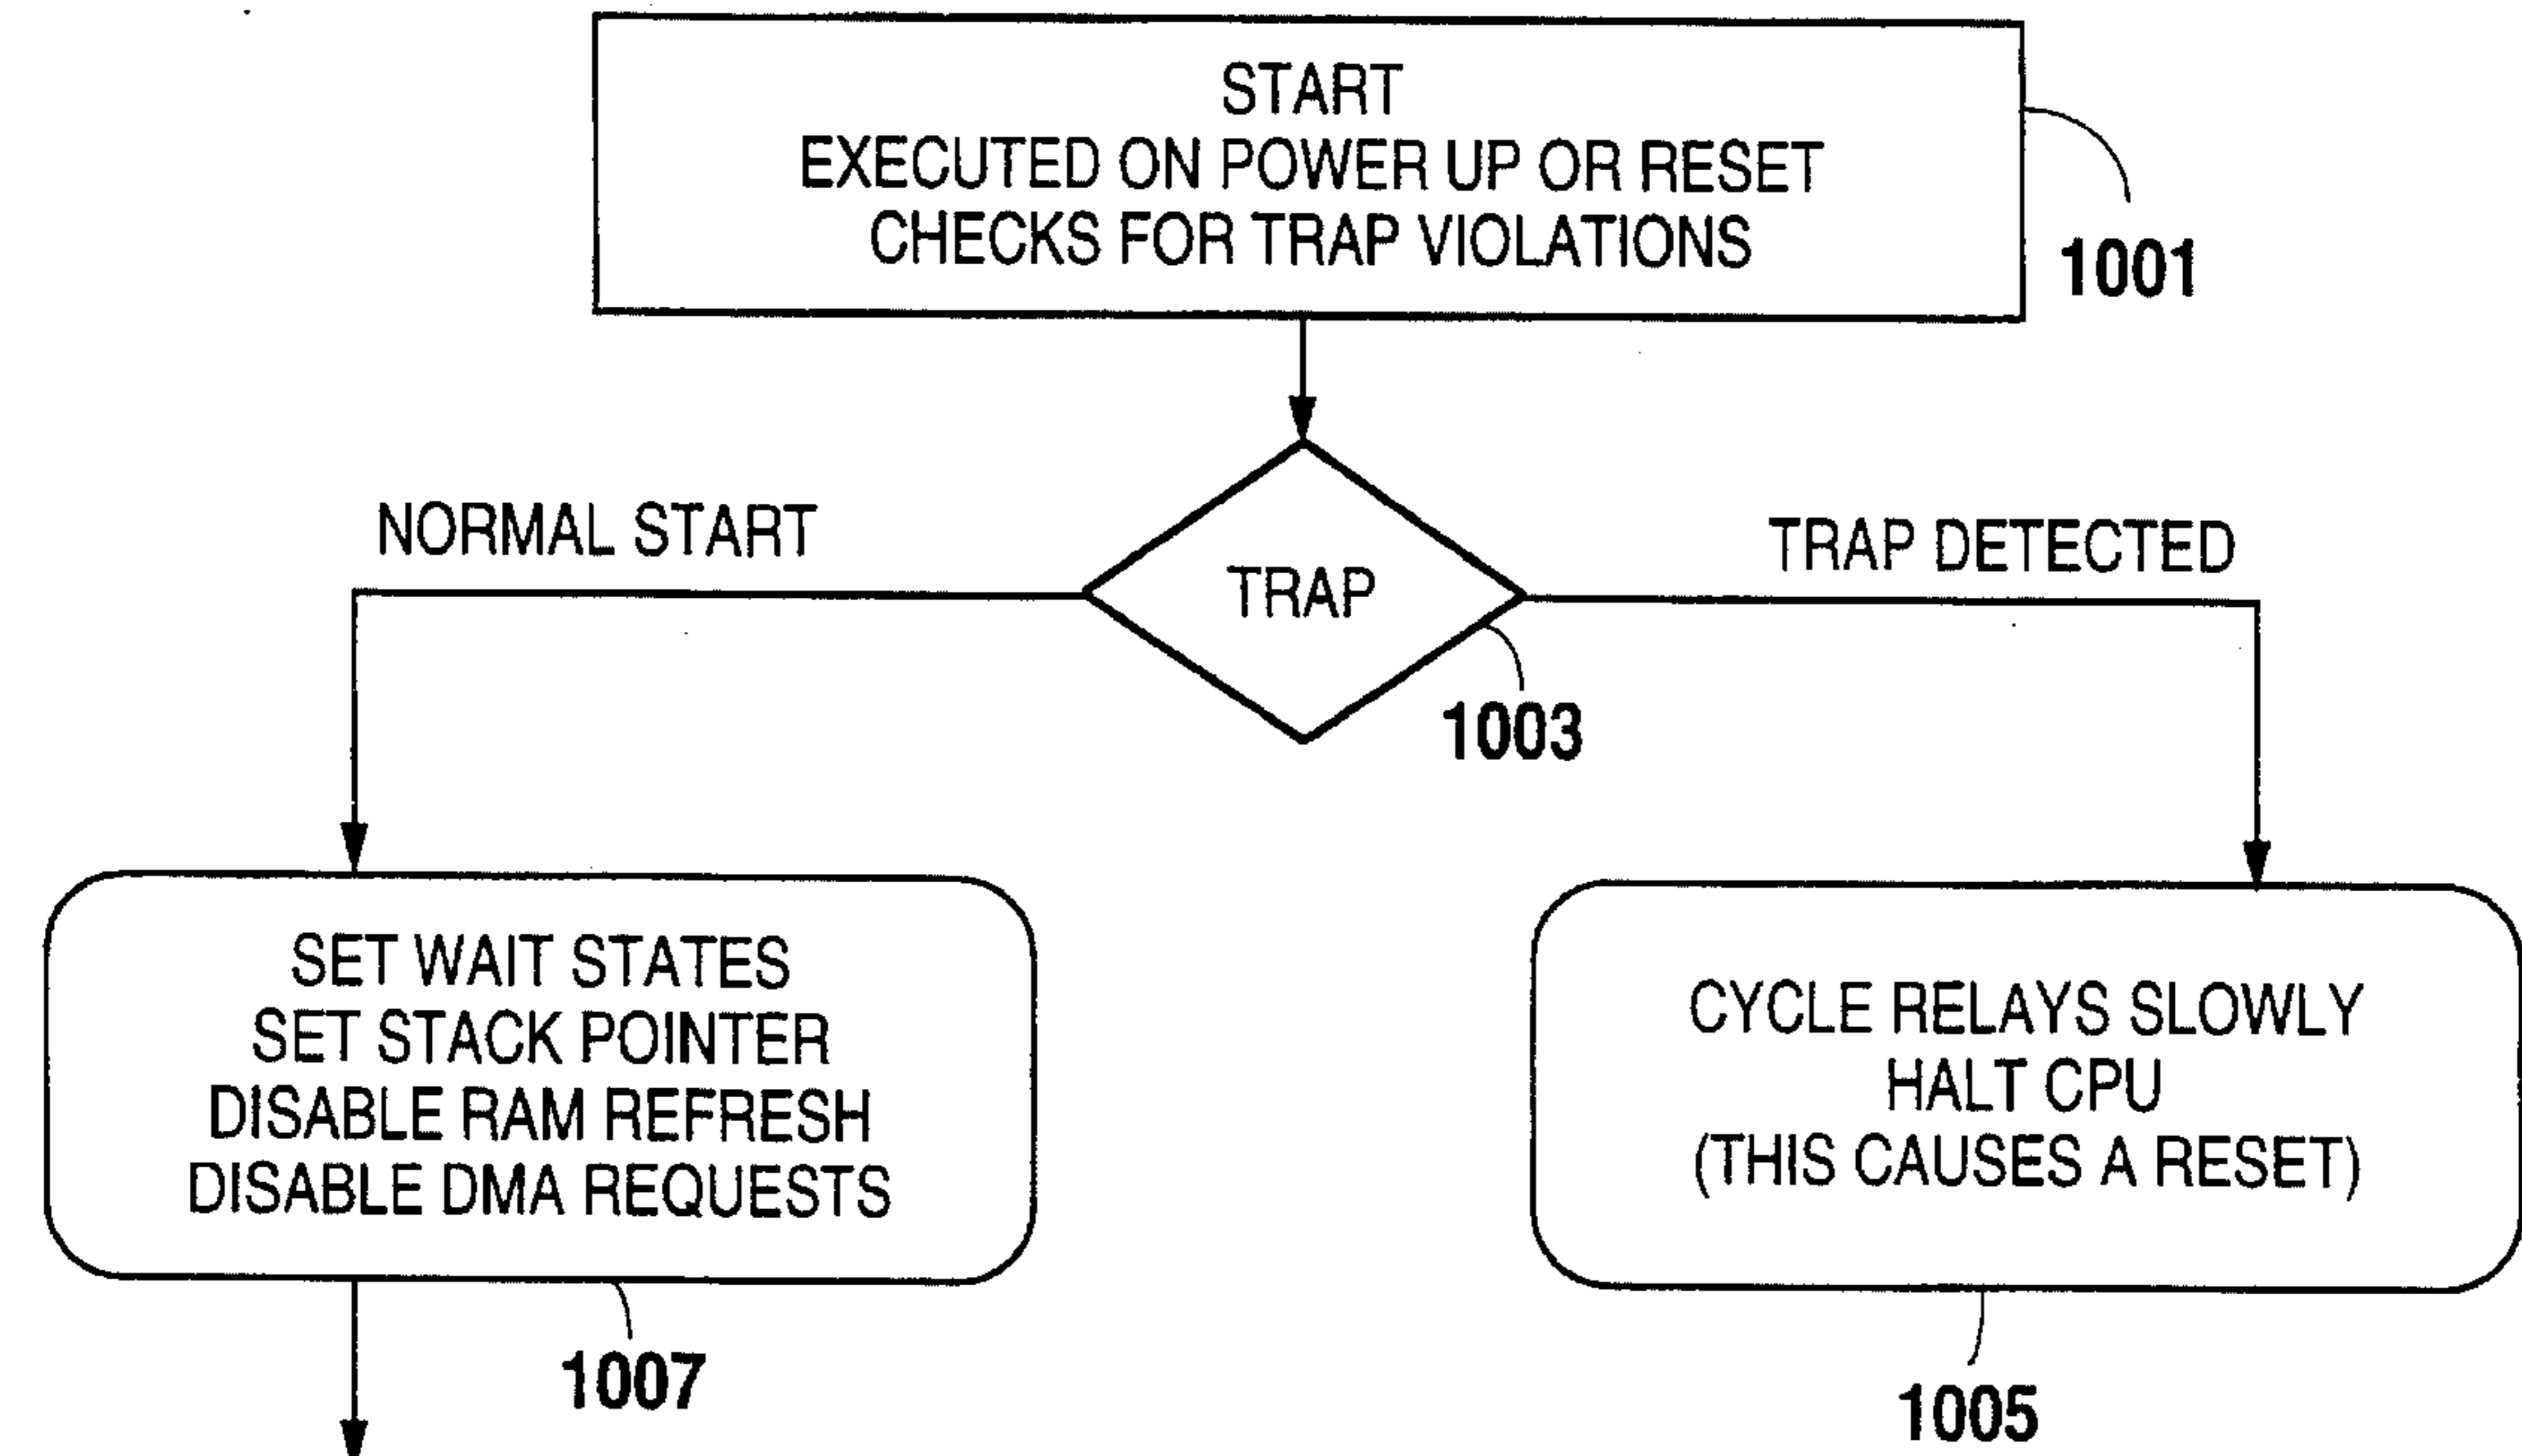 START
EXECUTED ON POWER UP OR RESET
CHECKS FOR TRAP VIOLATIONS
1001
NORMAL START
TRAP DETECTED
TRAP
1003
SET WAIT STATES
SET STACK POINTER
DISABLE RAM REFRESH
DISABLE DMA REQUESTS
1007
CYCLE RELAYS SLOWLY
HALT CPU
(THIS CAUSES A RESET)
1005